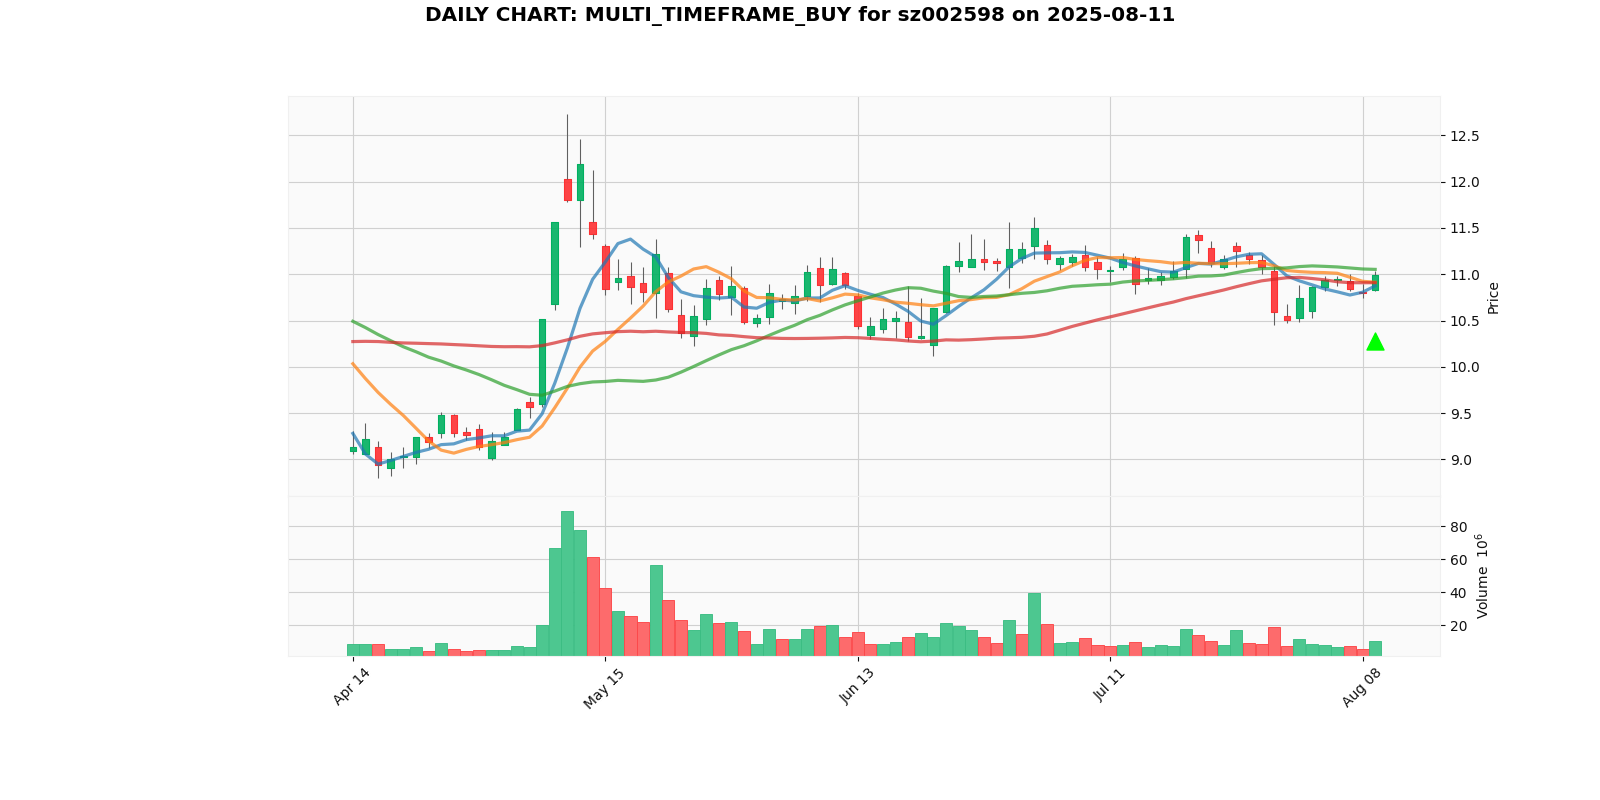 DAILY CHART: MULTI_TIMEFRAME_BUY for sz002598 on 2025-08-11
12.5
12.0
11.5
11.0
10.5
10.0
9.5
9.0
Price
80
60
40
20
Volume 10⁶
Apr 14
May 15
Jun 13
Jul 11
Aug 08